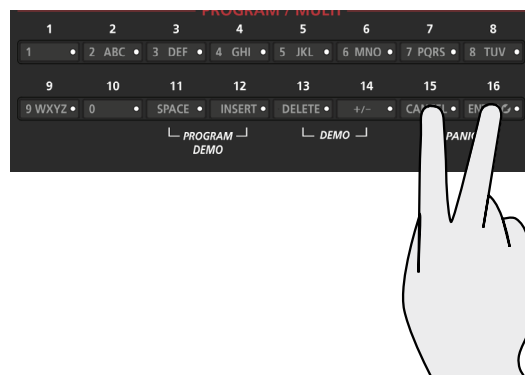 PROGRAM / MULTI
1 2 3 4 5 6 7 8
1 2 ABC 3 DEF 4 GHI 5 JKL 6 MNO 7 PQRS 8 TUV
9 10 11 12 13 14 15 16
9 WXYZ 0 SPACE INSERT DELETE +/–
PROGRAM DEMO PANIC
DEMO